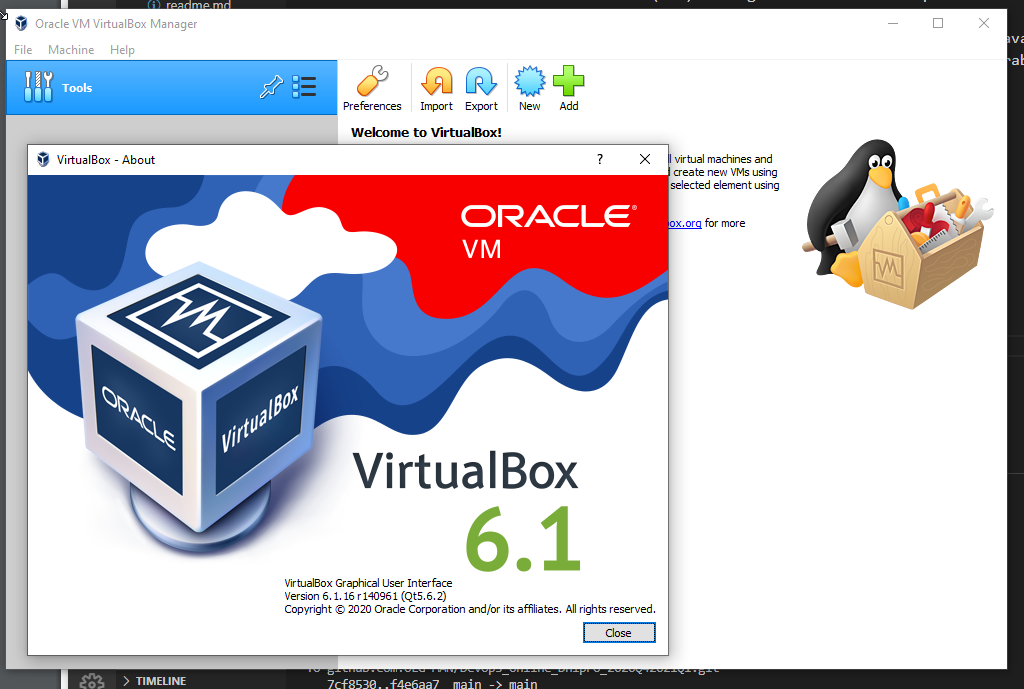 readme.md
Oracle VM VirtualBox Manager
File Machine Help
Tools
Preferences Import Export New Add
Welcome to VirtualBox!
VirtualBox - About
?
virtual machines and
create new VMs using
selected element using
ox.org for more
ORACLE®
VM
ORACLE
VirtualBox
VirtualBox
6.1
VirtualBox Graphical User Interface
Version 6.1.16 r140961 (Qt5.6.2)
Copyright © 2020 Oracle Corporation and/or its affiliates. All rights reserved.
Close
TIMELINE
7cf8530..f4e6aa7 main -> main